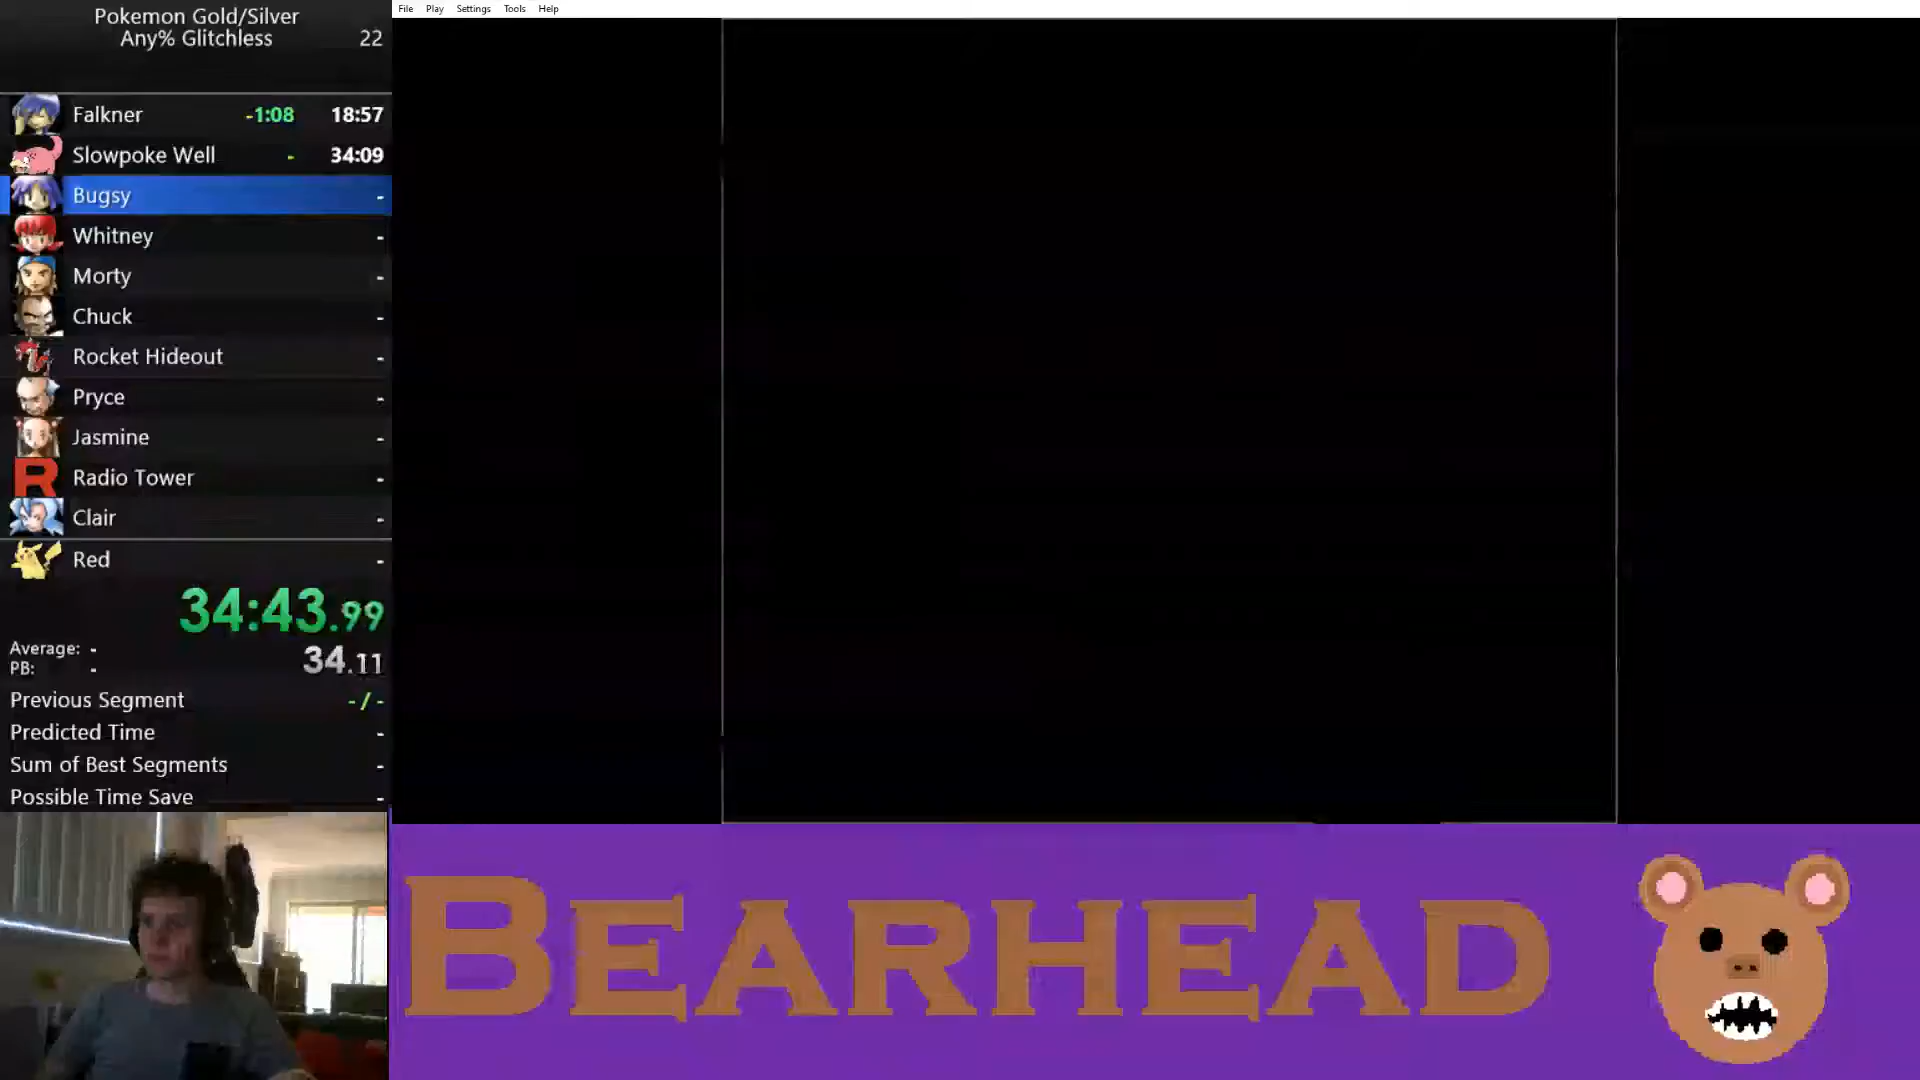 File Play Settings Tools Help
Pokemon Gold/Silver
Any% Glitchless 22
Falkner -1:08 18:57
Slowpoke Well - 34:09
Bugsy -
Whitney -
Morty -
Chuck -
Rocket Hideout -
Pryce -
Jasmine -
R Radio Tower -
Clair -
Red -
34:43.99
Average: -
PB: -
34.11
Previous Segment - / -
Predicted Time -
Sum of Best Segments -
Possible Time Save -
BEARHEAD